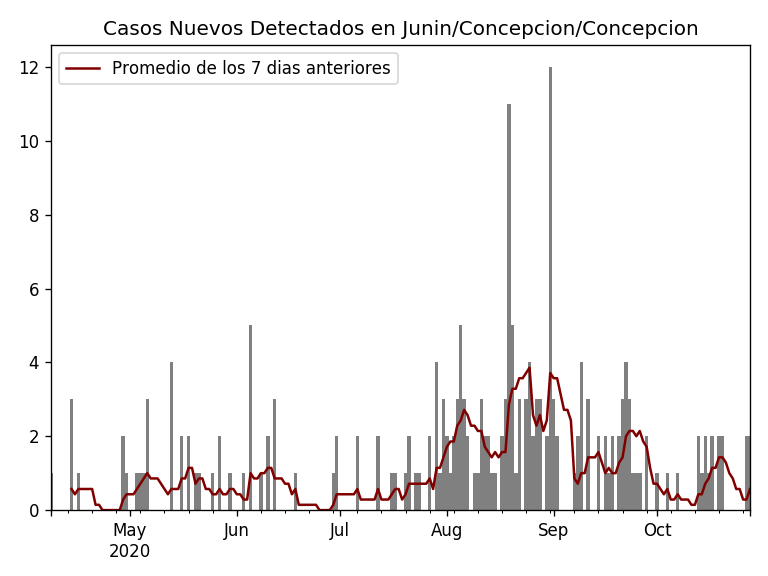 Casos Nuevos Detectados en Junin/Concepcion/Concepcion
Promedio de los 7 dias anteriores
12
10
8
6
4
2
0
May Jun Jul Aug Sep Oct
2020